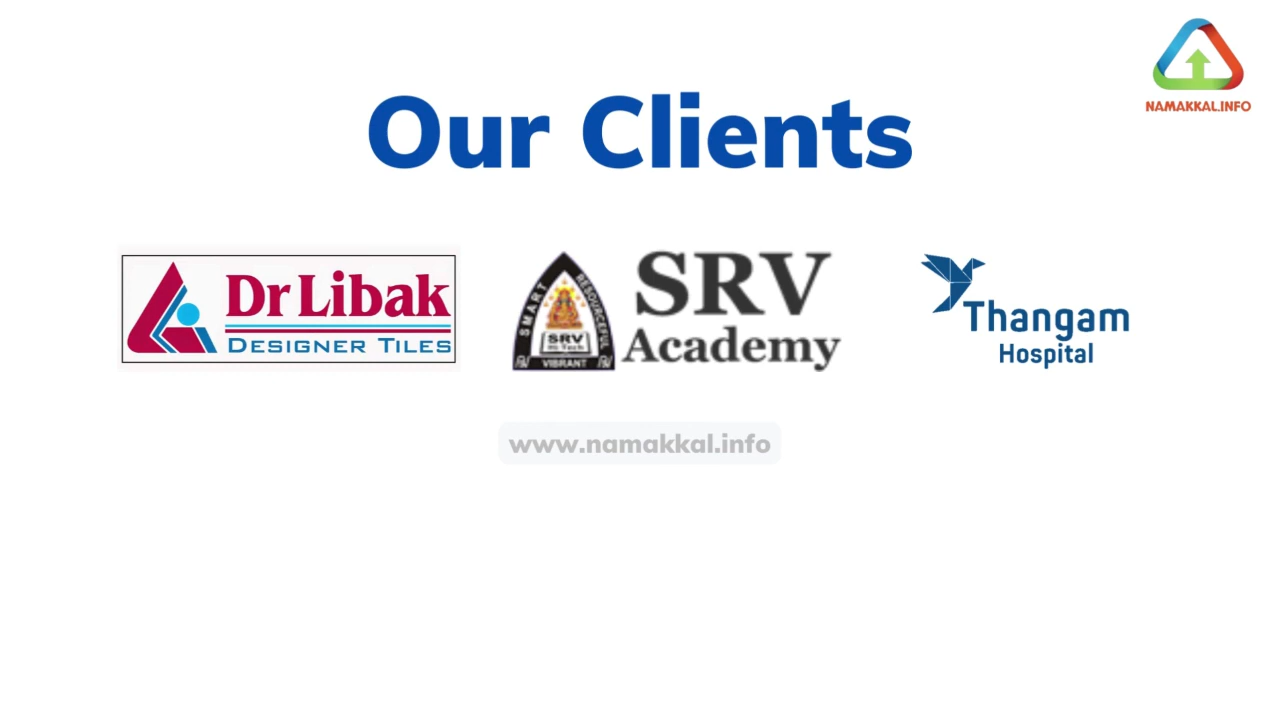 NAMAKKAL.INFO
Our Clients
Dr Libak
DESIGNER TILES
SMART
RESOURCEFUL
SRV
VIBRANT
SRV
Academy
Thangam
Hospital
www.namakkal.info